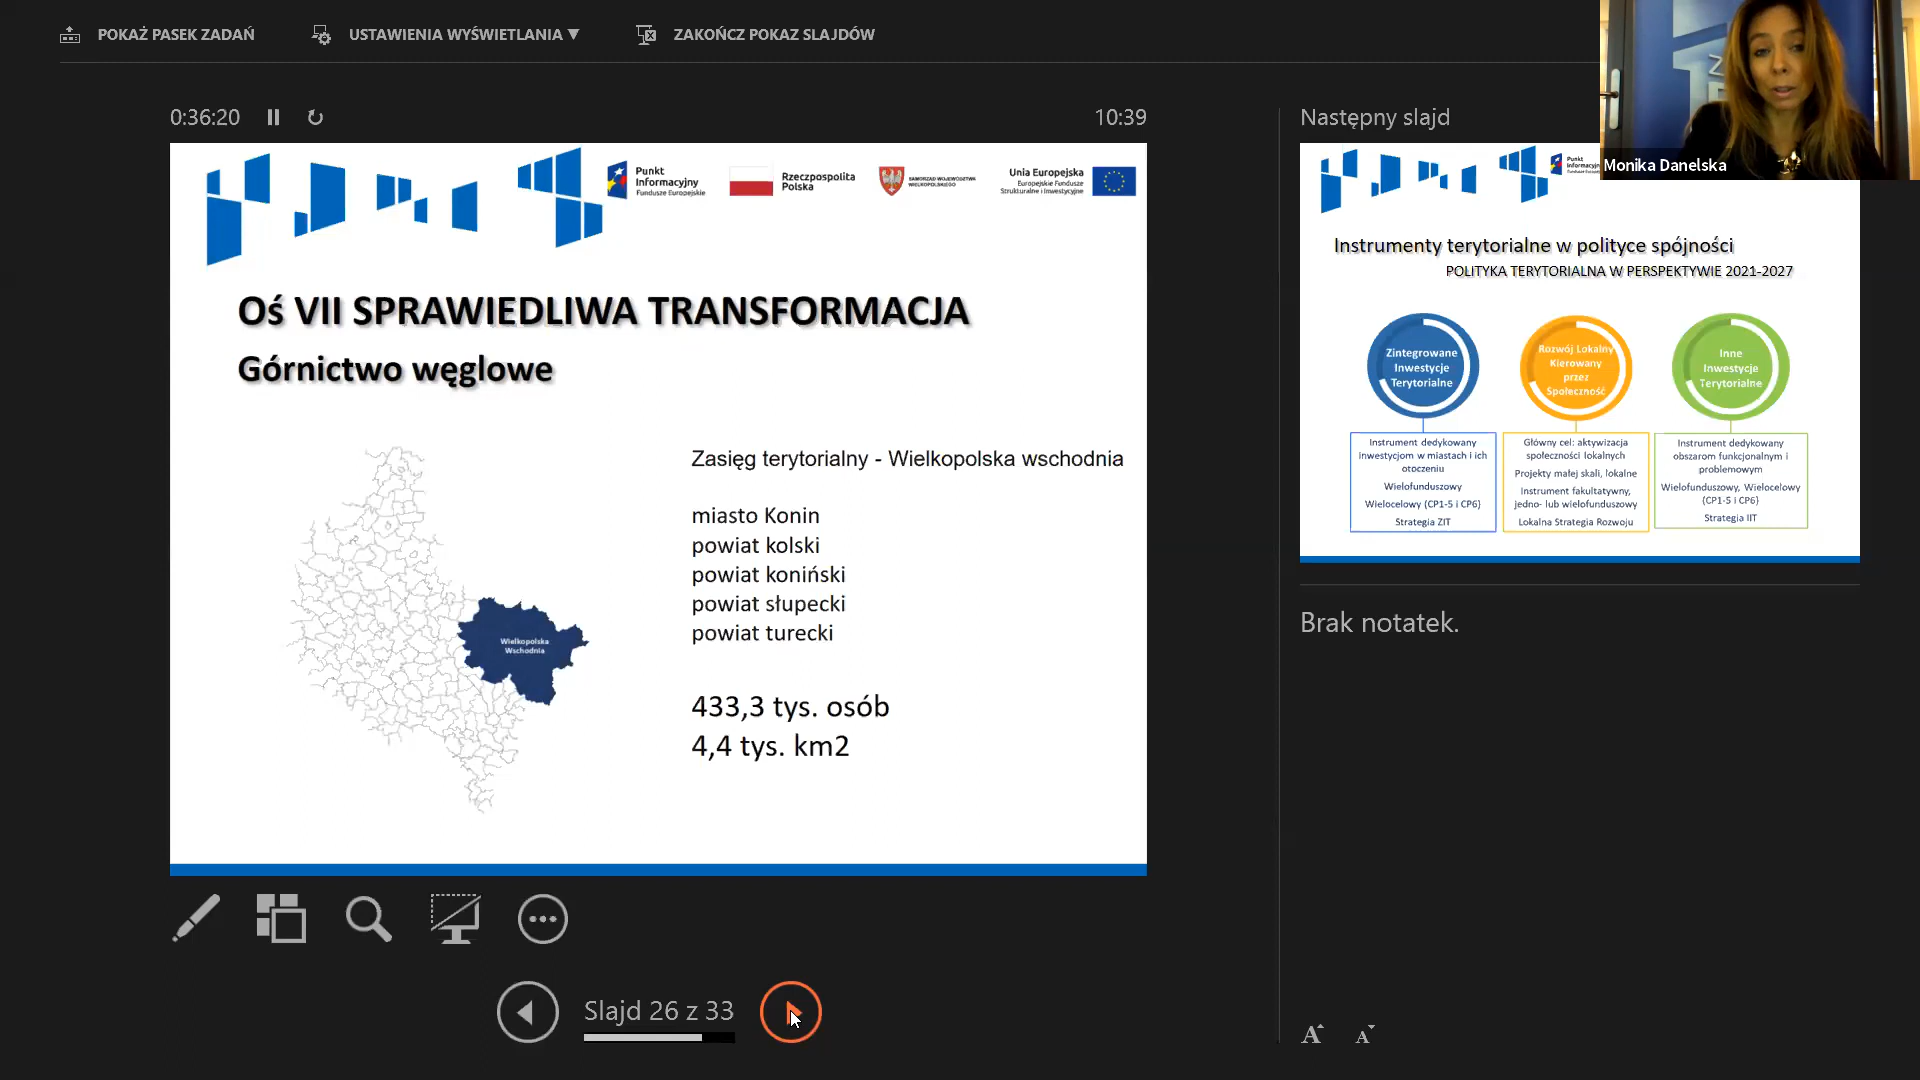 POKAŻ PASEK ZADAŃ
USTAWIENIA WYŚWIETLANIA ▼
ZAKOŃCZ POKAZ SLAJDÓW
0:36:20
10:39
Punkt
Informacyjny
Fundusze Europejskie
Rzeczpospolita
Polska
SAMORZĄD WOJEWÓDZTWA
WIELKOPOLSKIEGO
Unia Europejska
Europejskie Fundusze
Strukturalne i Inwestycyjne
Oś VII SPRAWIEDLIWA TRANSFORMACJA
Górnictwo węglowe
Wielkopolska
Wschodnia
Zasięg terytorialny - Wielkopolska wschodnia
miasto Konin
powiat kolski
powiat koniński
powiat słupecki
powiat turecki
433,3 tys. osób
4,4 tys. km2
Slajd 26 z 33
Następny slajd
Monika Danelska
Punkt
Instrumenty terytorialne w polityce spójności
POLITYKA TERYTORIALNA W PERSPEKTYWIE 2021-2027
Zintegrowane
Inwestycje
Terytorialne
Instrument dedykowany
inwestycjom w miastach i ich
otoczeniu
Wielofunduszowy
Wielocelowy (CP1-5 i CP6)
Strategia ZIT
Rozwój Lokalny
Kierowany
przez
Społeczność
Główny cel: aktywizacja
społeczności lokalnych
Projekty małej skali, lokalne
Instrument fakultatywny,
jedno- lub wielofunduszowy
Lokalna Strategia Rozwoju
Inne
Inwestycje
Terytorialne
Instrument dedykowany
obszarom funkcjonalnym i
problemowym
Wielofunduszowy, Wielocelowy
(CP1-5 i CP6)
Strategia IIT
Brak notatek.